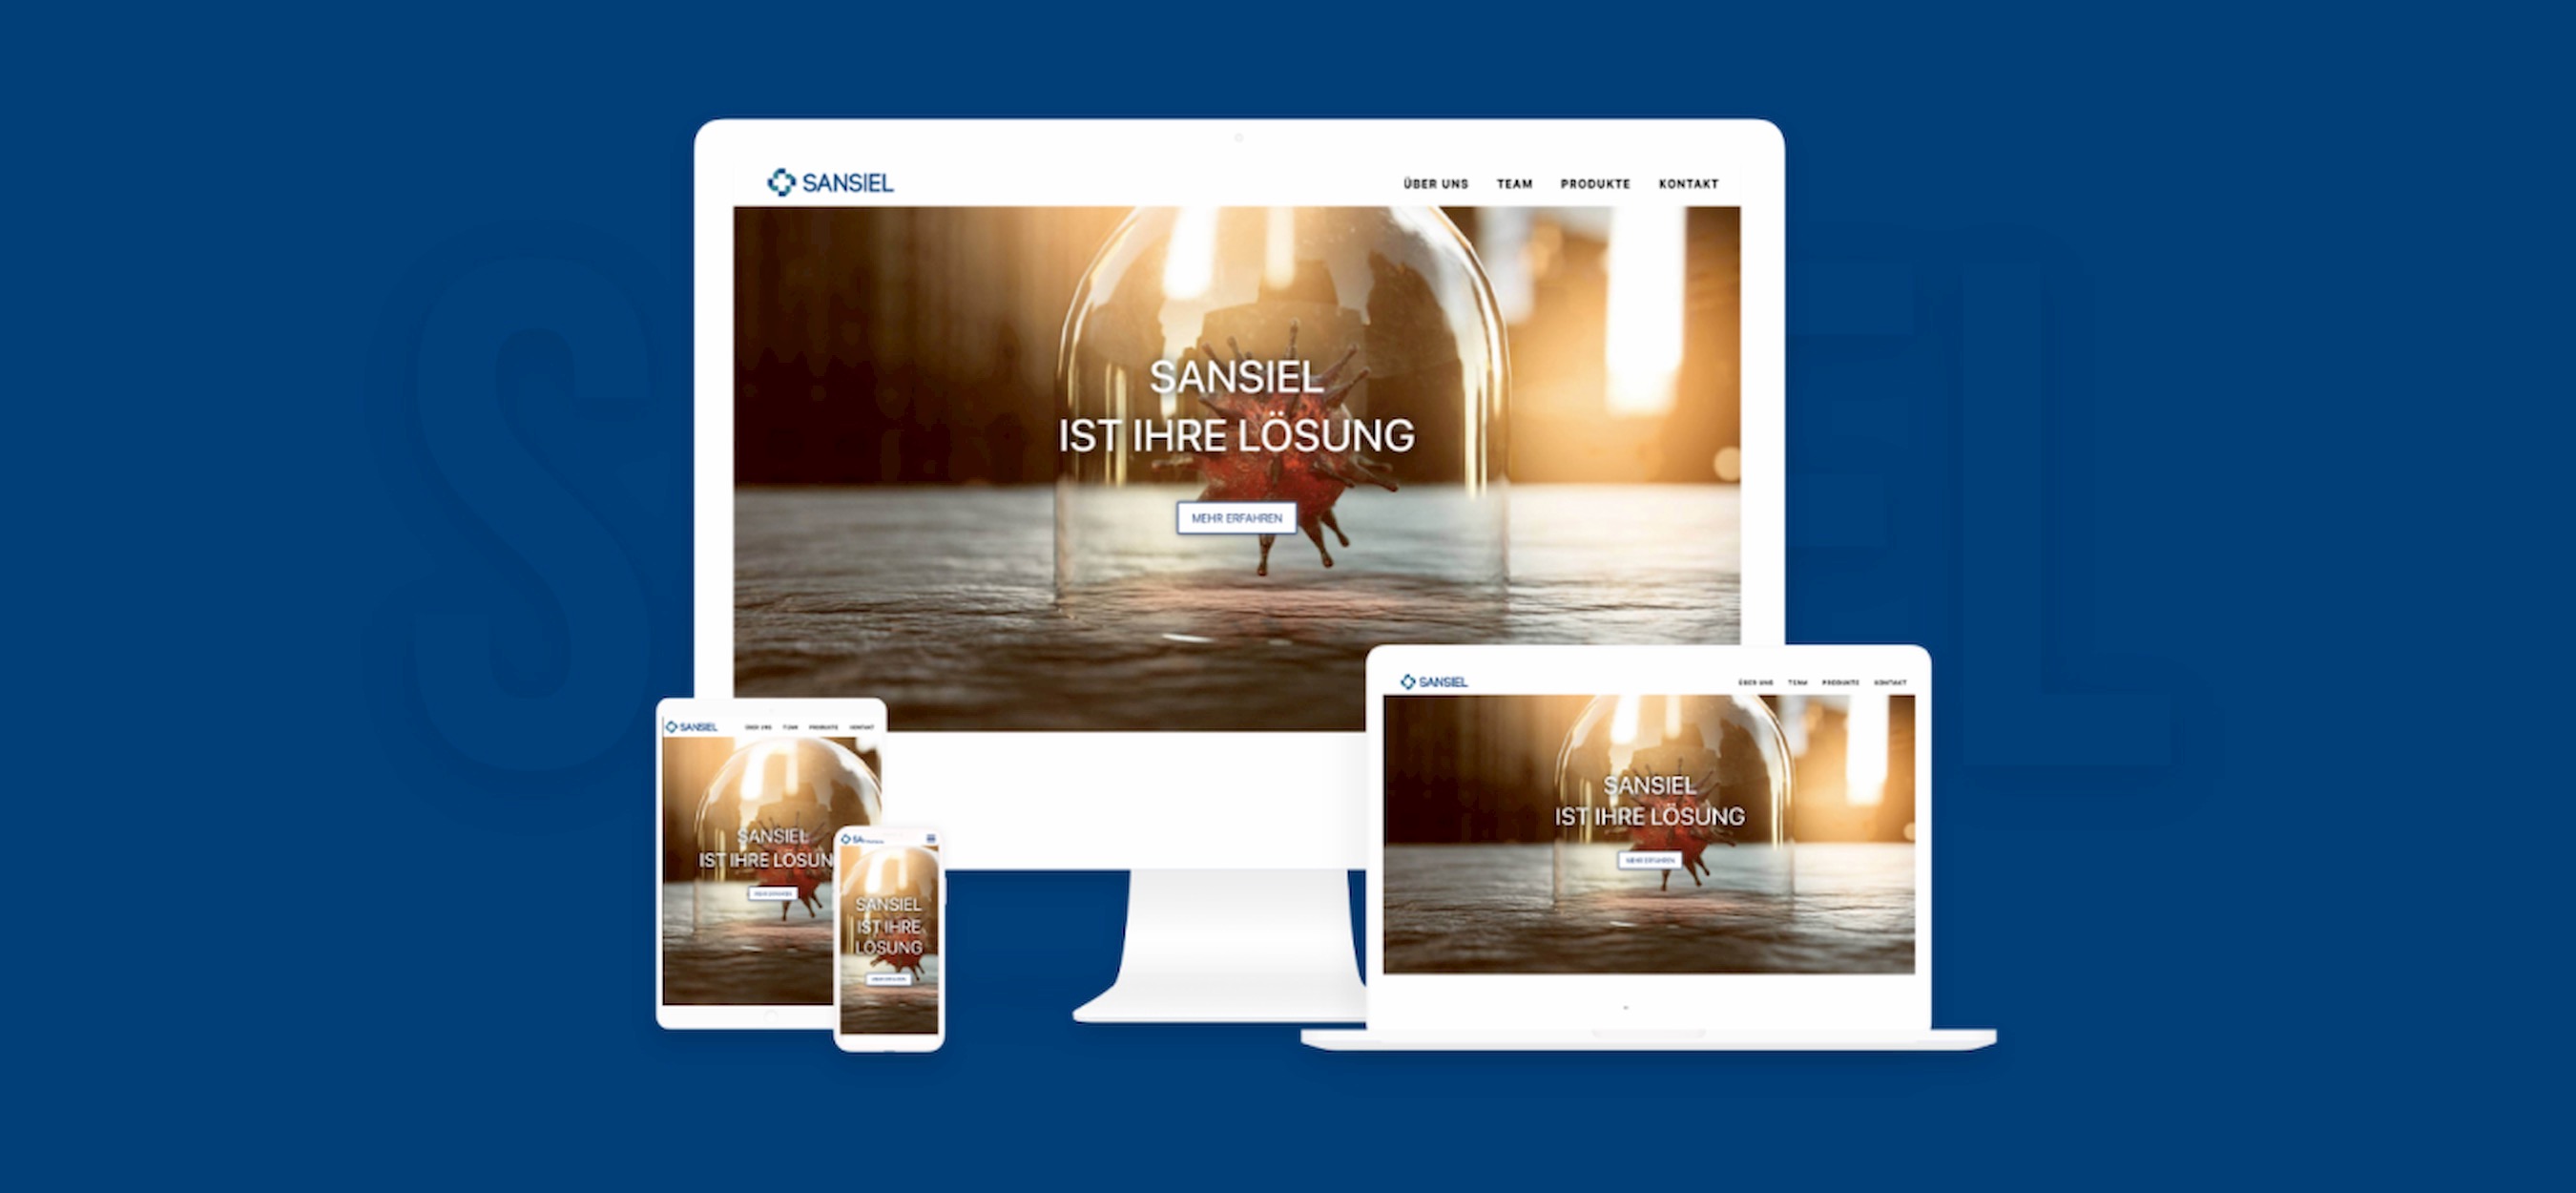 SANSIEL
ÜBER UNS TEAM PRODUKTE KONTAKT
SANSIEL
IST IHRE LÖSUNG
MEHR ERFAHREN
SANSIEL
ÜBER UNS TEAM PRODUKTE KONTAKT
SANSIEL
IST IHRE LÖSUNG
MEHR ERFAHREN
SANSIEL
ÜBER UNS TEAM PRODUKTE KONTAKT
SANSIEL
IST IHRE LÖSUN
MEHR ERFAHREN
SA
SANSIEL
IST IHRE
LÖSUNG
MEHR ERFAHREN
S
EL